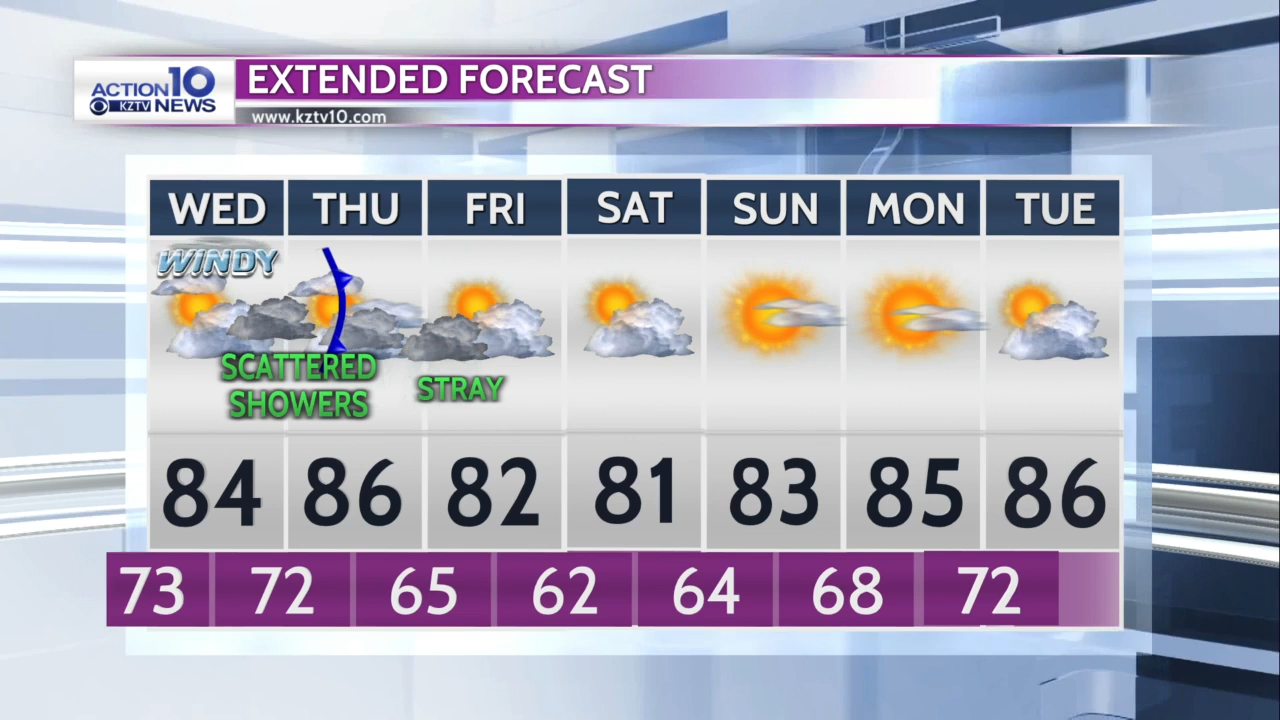 ACTION 10
KZTV NEWS
EXTENDED FORECAST
www.kztv10.com
WED THU FRI SAT SUN MON TUE
WINDY
SCATTERED
SHOWERS
STRAY
84 86 82 81 83 85 86
73 72 65 62 64 68 72